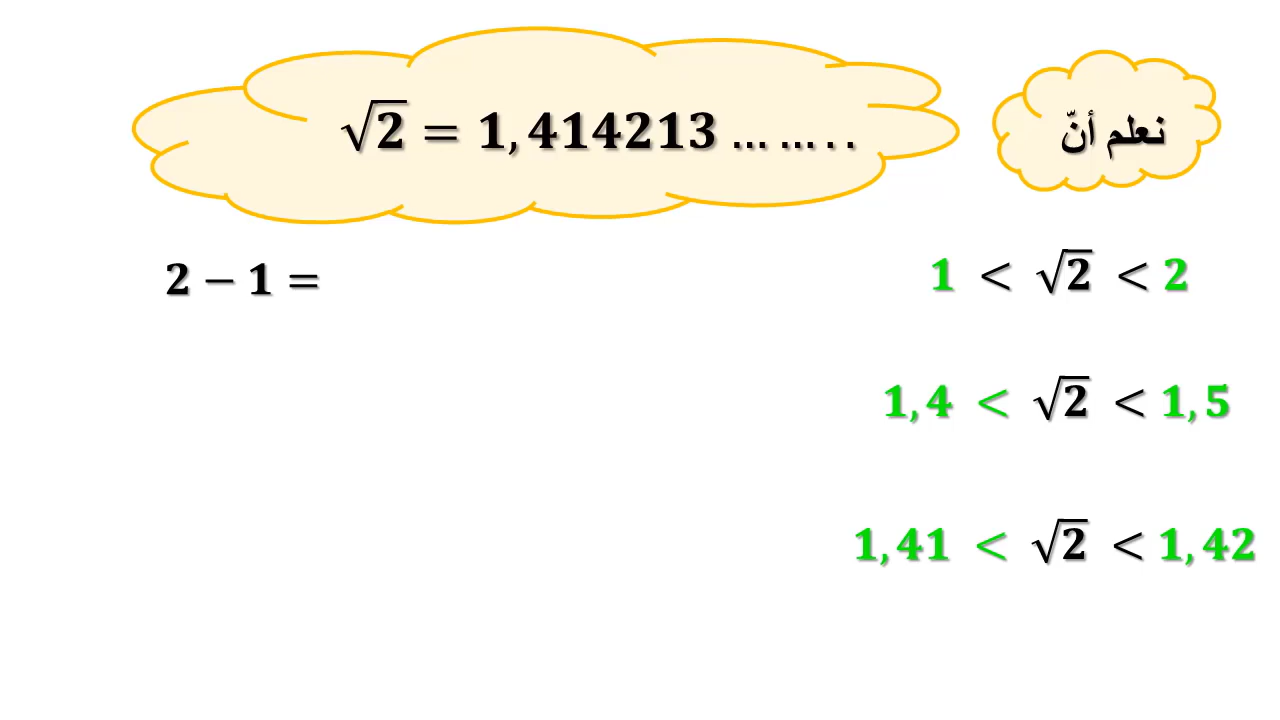 نعلم أنّ
√2 = 1,414213 … … . .
1 < √2 < 2
2 − 1 =
1,4 < √2 < 1,5
1,41 < √2 < 1,42